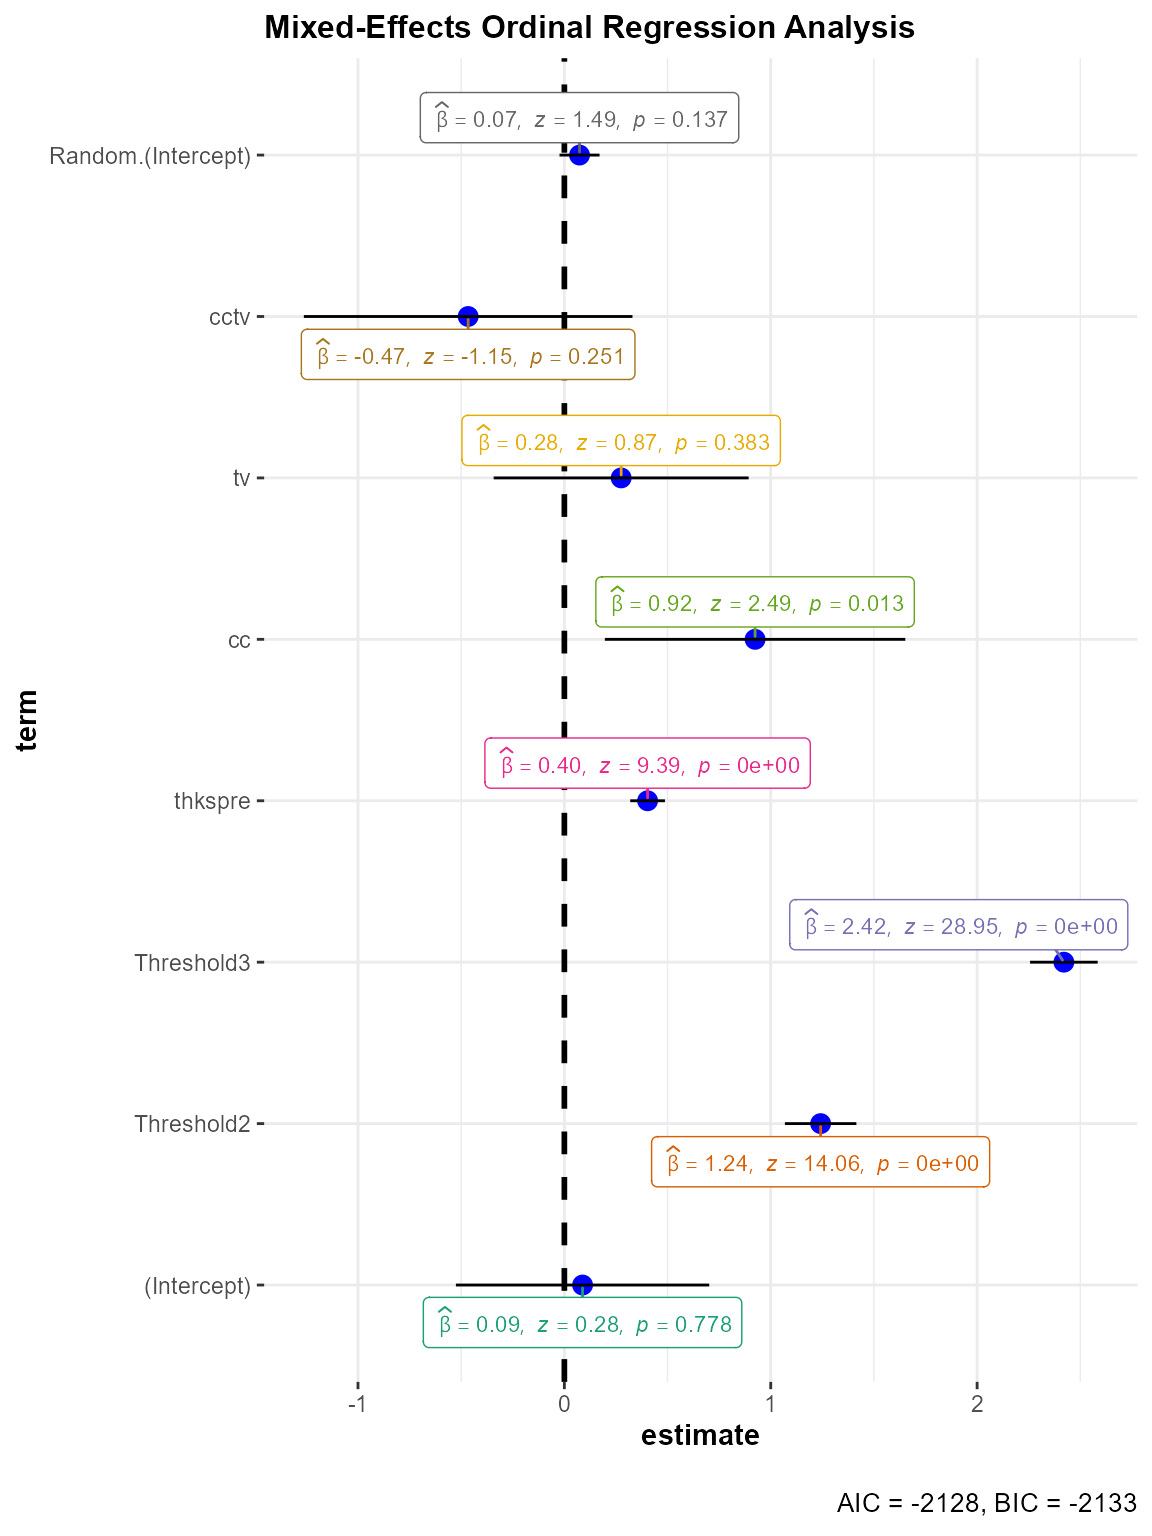 Mixed-Effects Ordinal Regression Analysis
β̂ = 0.07, z = 1.49, p = 0.137
Random.(Intercept)
cctv
β̂ = -0.47, z = -1.15, p = 0.251
β̂ = 0.28, z = 0.87, p = 0.383
tv
β̂ = 0.92, z = 2.49, p = 0.013
cc
term
β̂ = 0.40, z = 9.39, p = 0e+00
thkspre
β̂ = 2.42, z = 28.95, p = 0e+00
Threshold3
Threshold2
β̂ = 1.24, z = 14.06, p = 0e+00
(Intercept)
β̂ = 0.09, z = 0.28, p = 0.778
-1 0 1 2
estimate
AIC = -2128, BIC = -2133